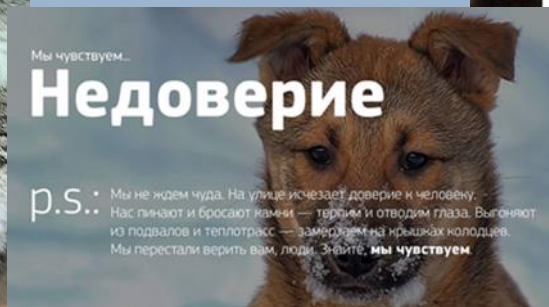 Мы чувствуем...
Недоверие
p.s.: Мы не ждем чуда. На улице исчезает доверие к человеку.
Нас пинают и бросают камни — терпим и отводим глаза. Выгоняют
из подвалов и теплотрасс — замерзаем на крышках колодцев.
Мы перестали верить вам, люди. Знайте, мы чувствуем.